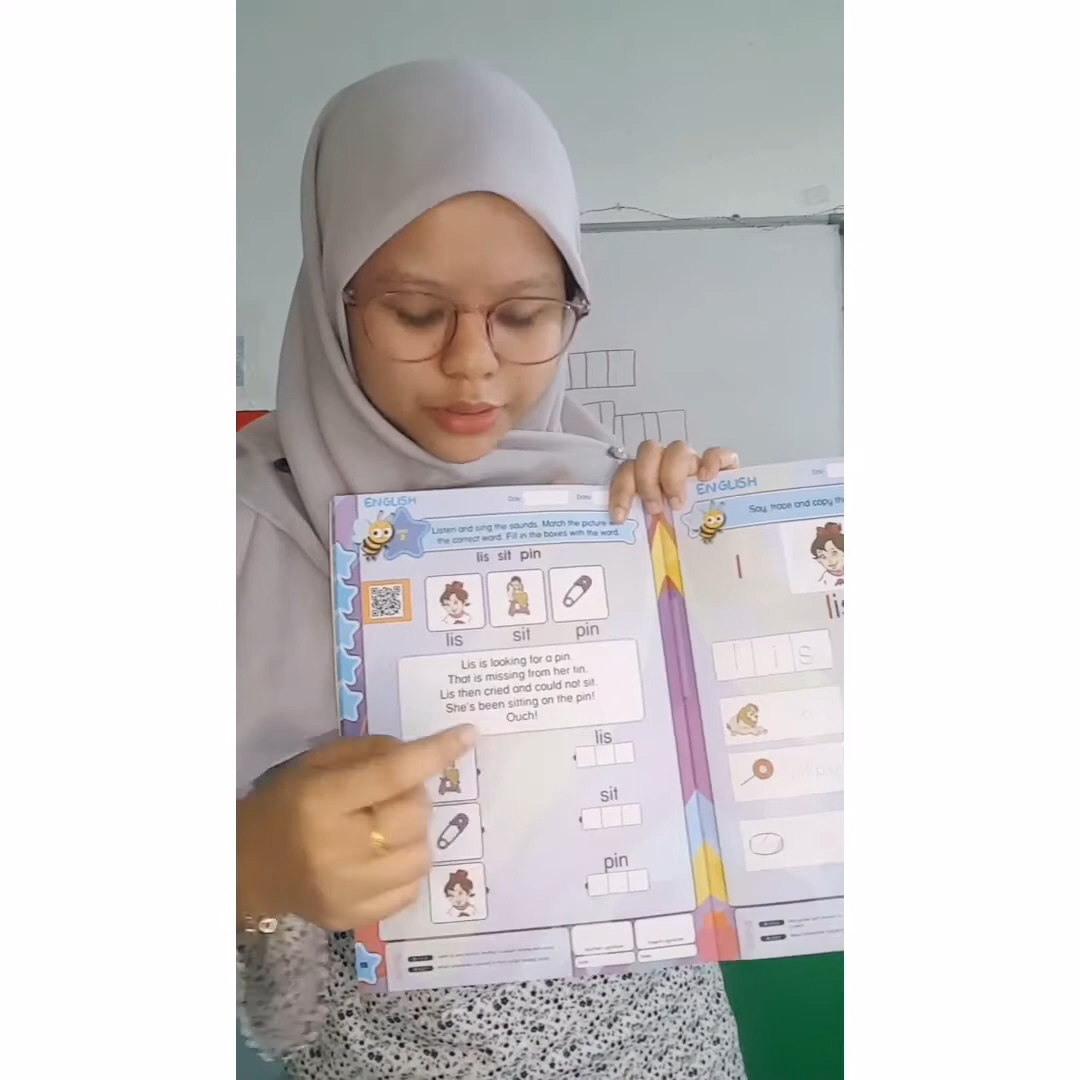 ENGLISH
Day
Date
Listen and sing the sounds. Match the picture
the correct word. Fill in the boxes with the word.
lis sit pin
lis sit pin
Lis is looking for a pin.
That is missing from her tin.
Lis then cried and could not sit.
She's been sitting on the pin!
Ouch!
lis
sit
pin
ENGLISH
Say, trace and copy
l
lis